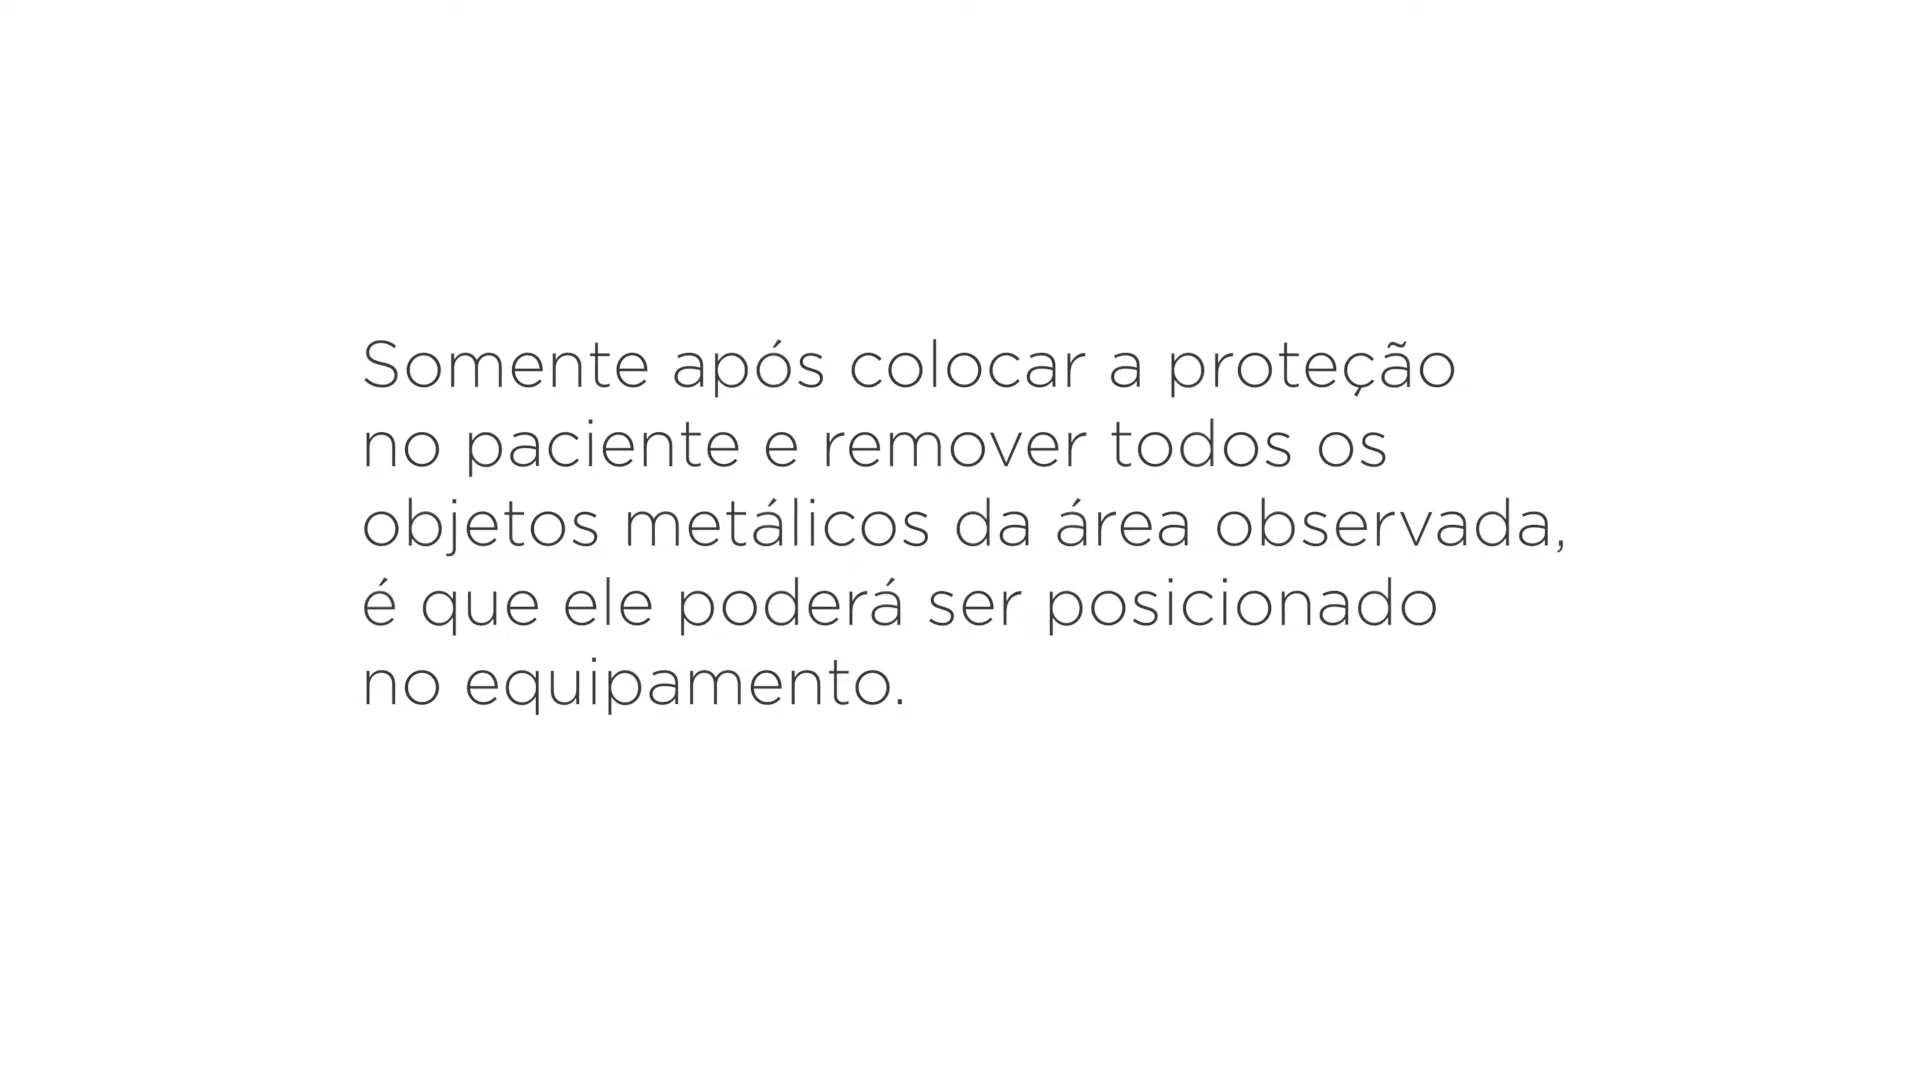 Somente após colocar a proteção
no paciente e remover todos os
objetos metálicos da área observada,
é que ele poderá ser posicionado
no equipamento.